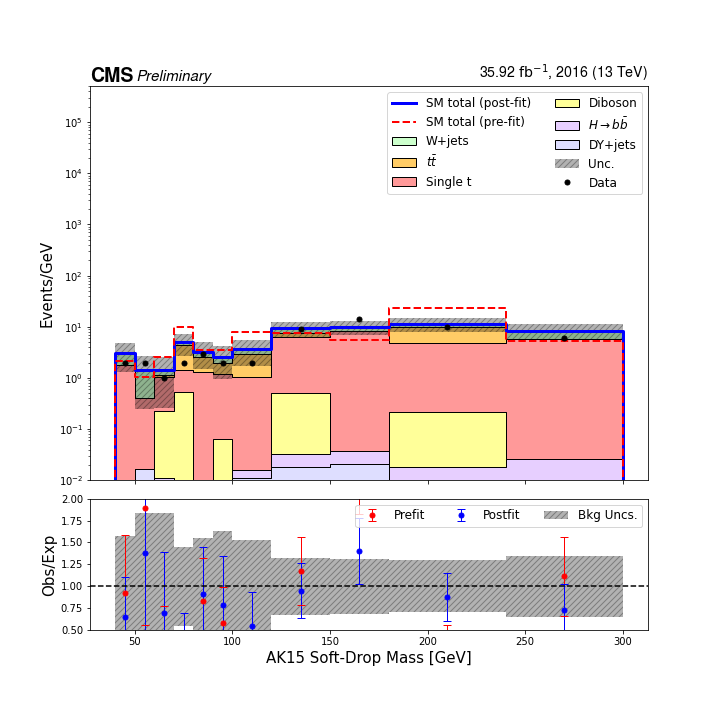 CMS Preliminary
35.92 fb⁻¹, 2016 (13 TeV)
SM total (post-fit)
SM total (pre-fit)
W+jets
tt̄
Single t
Diboson
H → bb̄
DY+jets
Unc.
Data
Events/GeV
10⁵
10⁴
10³
10²
10¹
10⁰
10⁻¹
10⁻²
Prefit
Postfit
Bkg Uncs.
Obs/Exp
2.00
1.75
1.50
1.25
1.00
0.75
0.50
50 100 150 200 250 300
AK15 Soft-Drop Mass [GeV]